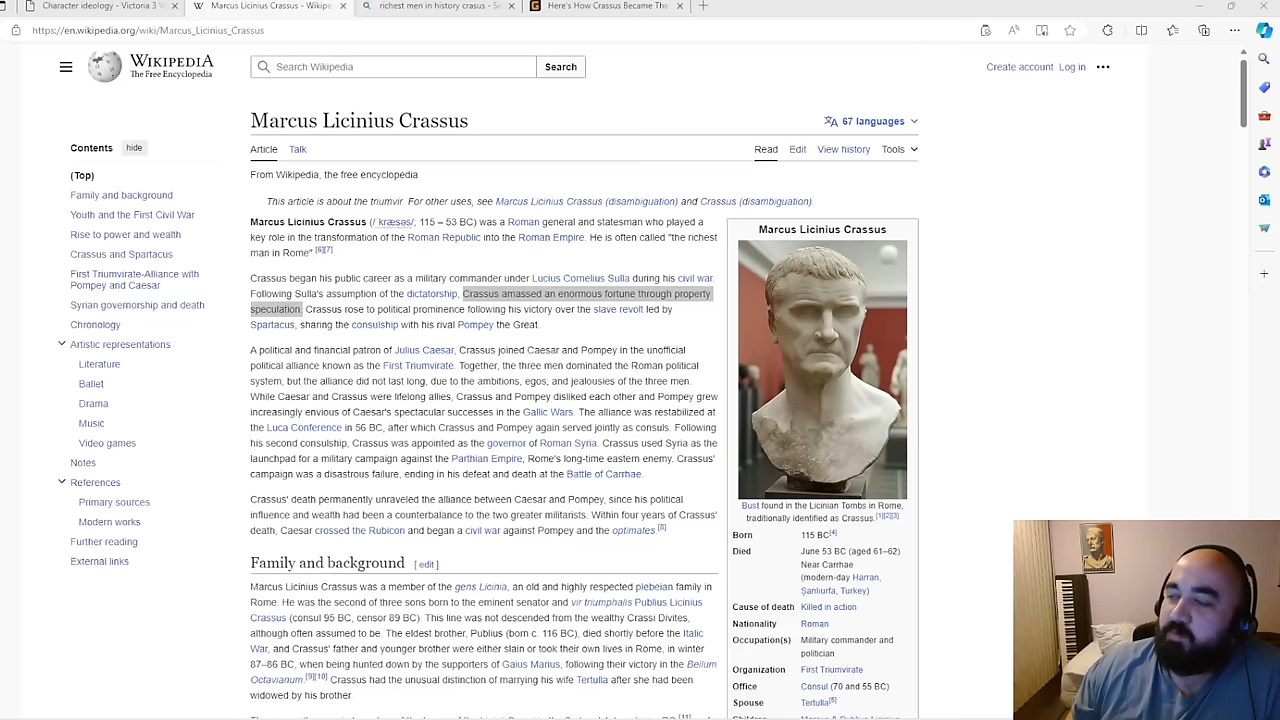 Character ideology - Victoria 3 W
Marcus Licinius Crassus - Wikipe
richest men in history crasus - Se
Here's How Crassus Became The
https://en.wikipedia.org/wiki/Marcus_Licinius_Crassus
WIKIPEDIA
The Free Encyclopedia
Search Wikipedia
Search
Create account Log in
Marcus Licinius Crassus
67 languages
Article Talk
Read Edit View history Tools
From Wikipedia, the free encyclopedia
This article is about the triumvir. For other uses, see Marcus Licinius Crassus (disambiguation) and Crassus (disambiguation).
Contents hide
(Top)
Family and background
Youth and the First Civil War
Rise to power and wealth
Crassus and Spartacus
First Triumvirate-Alliance with
Pompey and Caesar
Syrian governorship and death
Chronology
Artistic representations
Literature
Ballet
Drama
Music
Video games
Notes
References
Primary sources
Modern works
Further reading
External links
Marcus Licinius Crassus (/ˈkræsəs/; 115 – 53 BC) was a Roman general and statesman who played a
key role in the transformation of the Roman Republic into the Roman Empire. He is often called "the richest
man in Rome".[6][7]
Crassus began his public career as a military commander under Lucius Cornelius Sulla during his civil war.
Following Sulla's assumption of the dictatorship, Crassus amassed an enormous fortune through property
speculation. Crassus rose to political prominence following his victory over the slave revolt led by
Spartacus, sharing the consulship with his rival Pompey the Great.
A political and financial patron of Julius Caesar, Crassus joined Caesar and Pompey in the unofficial
political alliance known as the First Triumvirate. Together, the three men dominated the Roman political
system, but the alliance did not last long, due to the ambitions, egos, and jealousies of the three men.
While Caesar and Crassus were lifelong allies, Crassus and Pompey disliked each other and Pompey grew
increasingly envious of Caesar's spectacular successes in the Gallic Wars. The alliance was restabilized at
the Luca Conference in 56 BC, after which Crassus and Pompey again served jointly as consuls. Following
his second consulship, Crassus was appointed as the governor of Roman Syria. Crassus used Syria as the
launchpad for a military campaign against the Parthian Empire, Rome's long-time eastern enemy. Crassus'
campaign was a disastrous failure, ending in his defeat and death at the Battle of Carrhae.
Crassus' death permanently unraveled the alliance between Caesar and Pompey, since his political
influence and wealth had been a counterbalance to the two greater militarists. Within four years of Crassus'
death, Caesar crossed the Rubicon and began a civil war against Pompey and the optimates.[8]
Family and background [ edit ]
Marcus Licinius Crassus was a member of the gens Licinia, an old and highly respected plebeian family in
Rome. He was the second of three sons born to the eminent senator and vir triumphalis Publius Licinius
Crassus (consul 95 BC, censor 89 BC). This line was not descended from the wealthy Crassi Divites,
although often assumed to be. The eldest brother, Publius (born c. 116 BC), died shortly before the Italic
War, and Crassus' father and younger brother were either slain or took their own lives in Rome, in winter
87–86 BC, when being hunted down by the supporters of Gaius Marius, following their victory in the Bellum
Octavianum.[9][10] Crassus had the unusual distinction of marrying his wife Tertulla after she had been
widowed by his brother.
Marcus Licinius Crassus
Bust found in the Licinian Tombs in Rome,
traditionally identified as Crassus.[1][2][3]
Born 115 BC[4]
Died June 53 BC (aged 61–62)
Near Carrhae
(modern-day Harran,
Şanlıurfa, Turkey)
Cause of death Killed in action
Nationality Roman
Occupation(s) Military commander and
politician
Organization First Triumvirate
Office Consul (70 and 55 BC)
Spouse Tertulla[5]